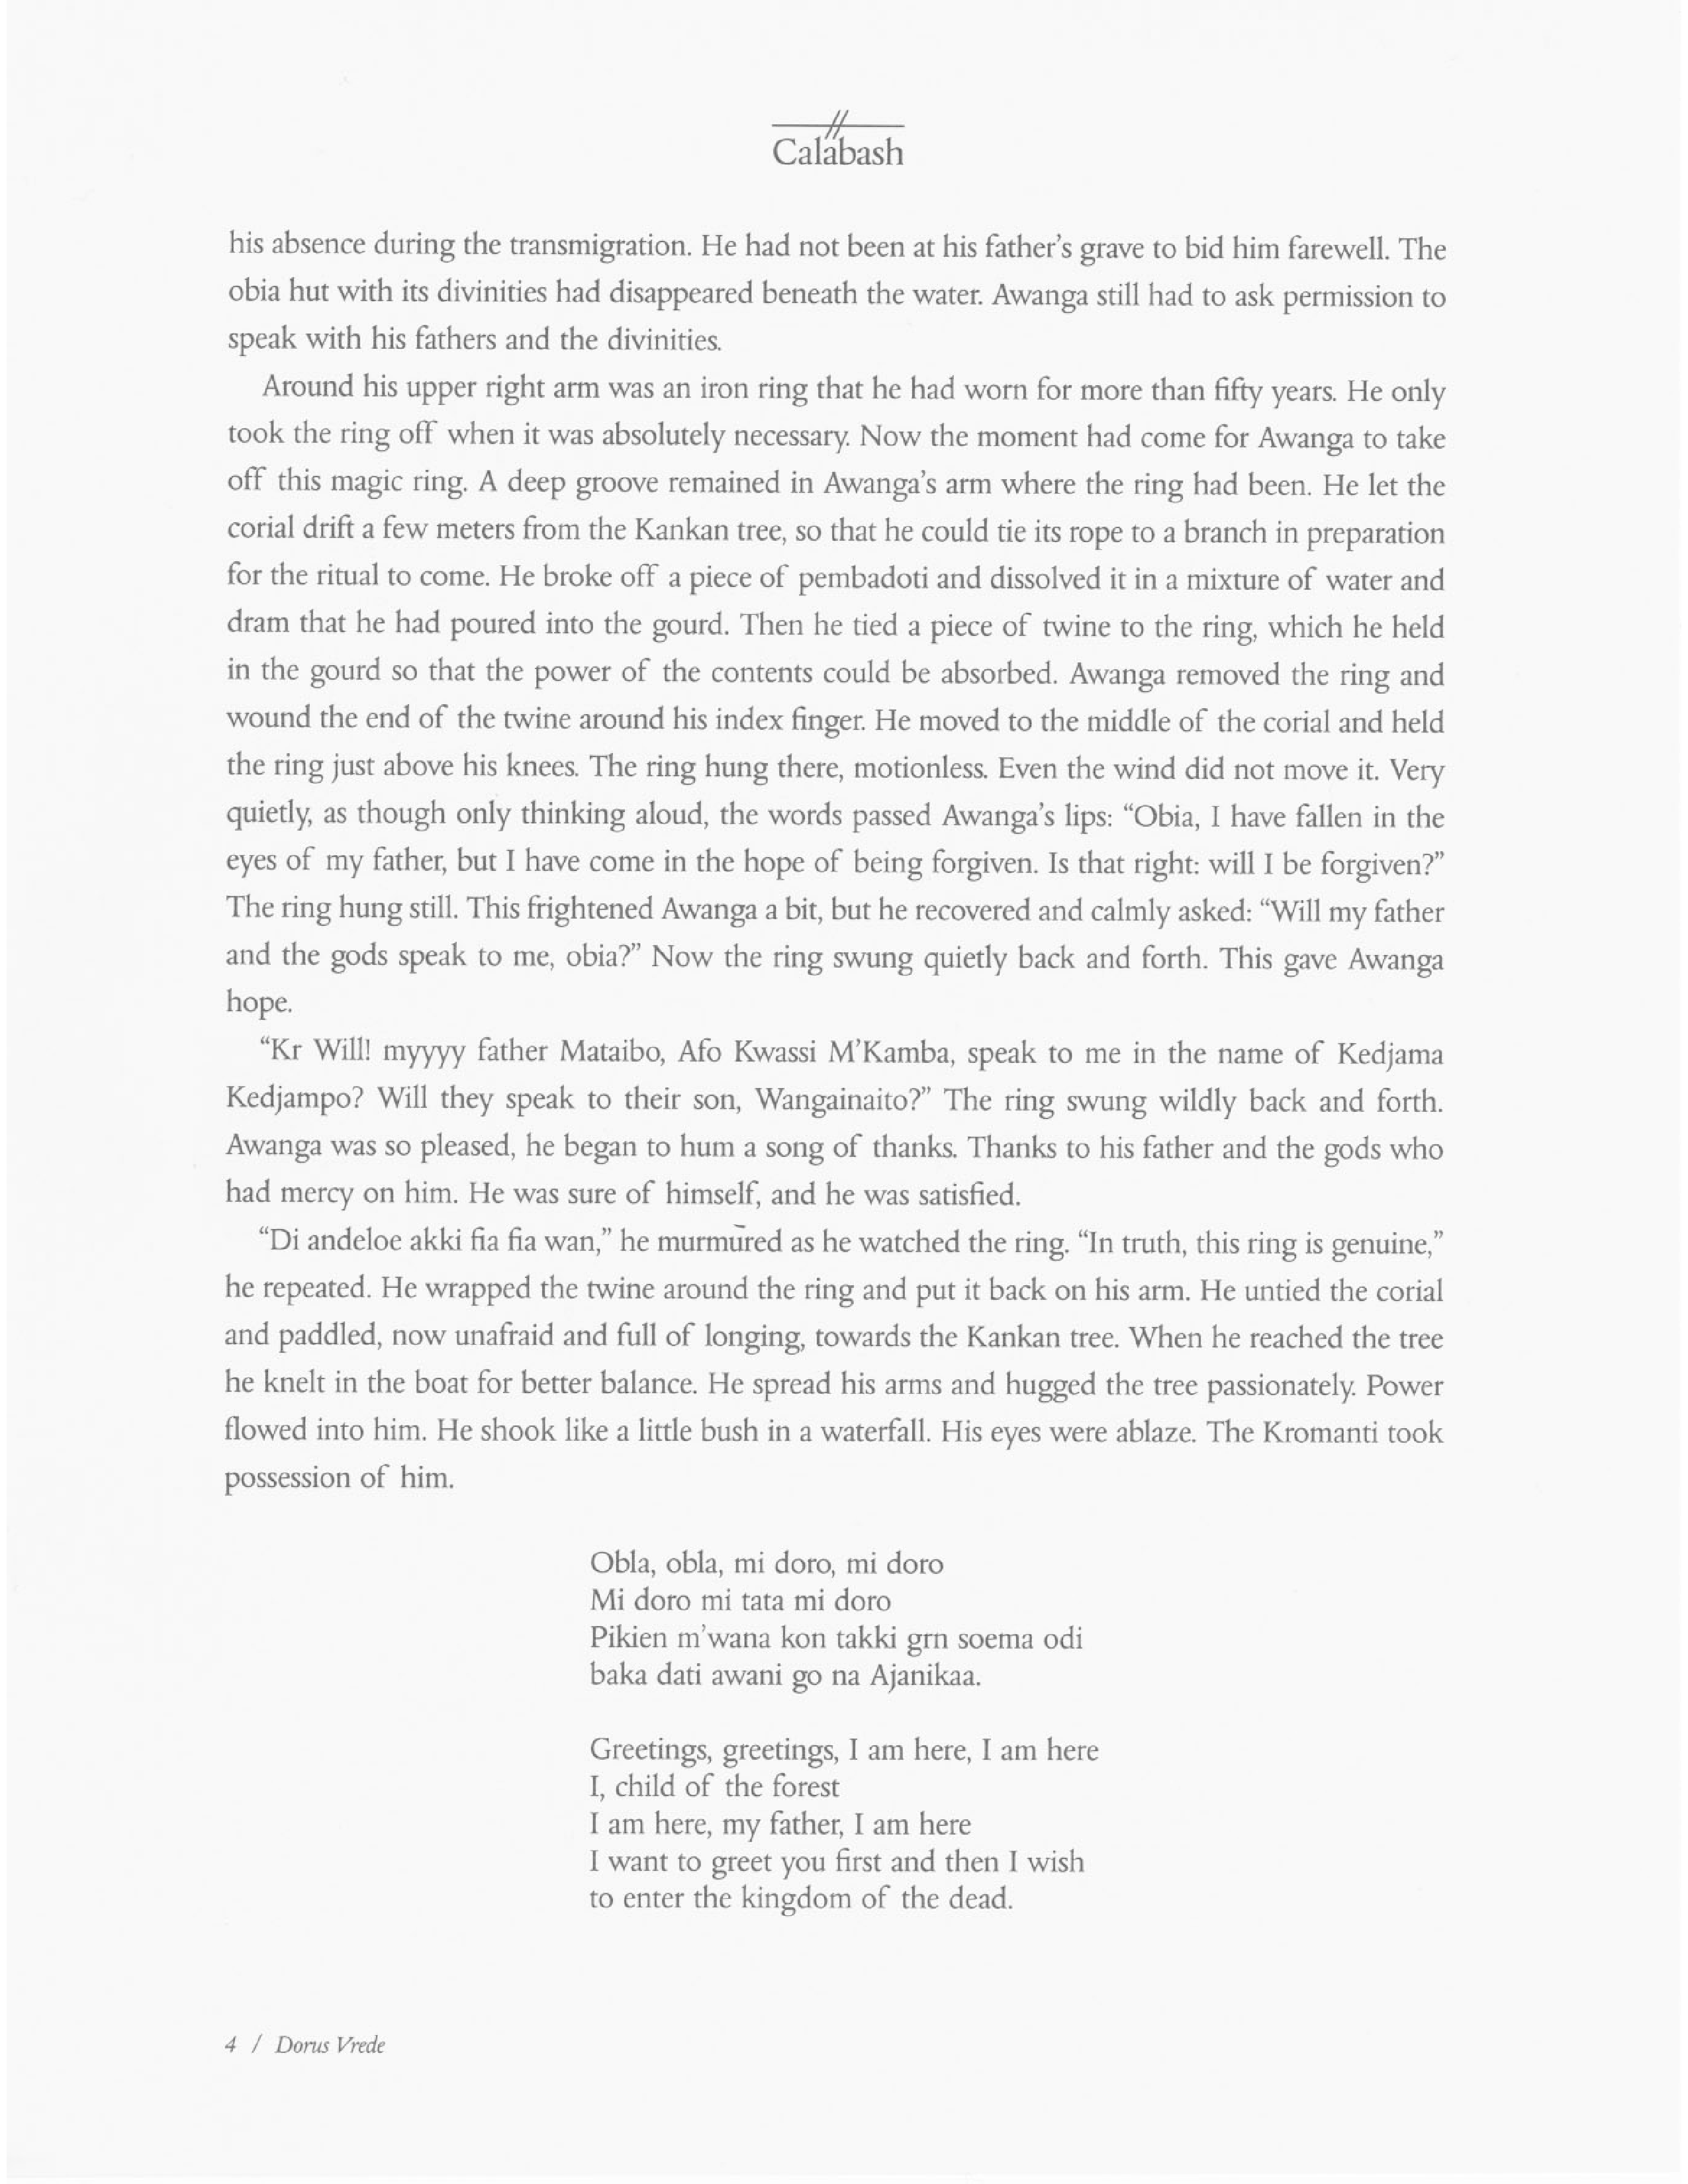 Calabash
his absence during the transmigration. He had not been at his father's grave to bid him farewell. The
obia hut with its divinities had disappeared beneath the water. Awanga still had to ask permission to
speak with his fathers and the divinities.
Around his upper right arm was an iron ring that he had worn for more than fifty years. He only
took the ring off when it was absolutely necessary. Now the moment had come for Awanga to take
off this magic ring. A deep groove remained in Awanga's arm where the ring had been. He let the
corial drift a few meters from the Kankan tree, so that he could tie its rope to a branch in preparation
for the ritual to come. He broke off a piece of pembadoti and dissolved it in a mixture of water and
dram that he had poured into the gourd. Then he tied a piece of twine to the ring, which he held
in the gourd so that the power of the contents could be absorbed. Awanga removed the ring and
wound the end of the twine around his index finger. He moved to the middle of the corial and held
the ring just above his knees. The ring hung there, motionless. Even the wind did not move it. Very
quietly, as though only thinking aloud, the words passed Awanga's lips: “Obia, I have fallen in the
eyes of my father, but I have come in the hope of being forgiven. Is that right: will I be forgiven?”
The ring hung still. This frightened Awanga a bit, but he recovered and calmly asked: “Will my father
and the gods speak to me, obia?” Now the ring swung quietly back and forth. This gave Awanga
hope.
“Kr Will! myyyy father Mataibo, Afo Kwassi M'Kamba, speak to me in the name of Kedjama
Kedjampo? Will they speak to their son, Wangainaito?” The ring swung wildly back and forth.
Awanga was so pleased, he began to hum a song of thanks. Thanks to his father and the gods who
had mercy on him. He was sure of himself, and he was satisfied.
“Di andeloe akki fia fia wan,” he murmured as he watched the ring. “In truth, this ring is genuine,”
he repeated. He wrapped the twine around the ring and put it back on his arm. He untied the corial
and paddled, now unafraid and full of longing, towards the Kankan tree. When he reached the tree
he knelt in the boat for better balance. He spread his arms and hugged the tree passionately. Power
flowed into him. He shook like a little bush in a waterfall. His eyes were ablaze. The Kromanti took
possession of him.
Obla, obla, mi doro, mi doro
Mi doro mi tata mi doro
Pikien m'wana kon takki grn soema odi
baka dati awani go na Ajanikaa.
Greetings, greetings, I am here, I am here
I, child of the forest
I am here, my father, I am here
I want to greet you first and then I wish
to enter the kingdom of the dead.
4 / Dorus Vrede